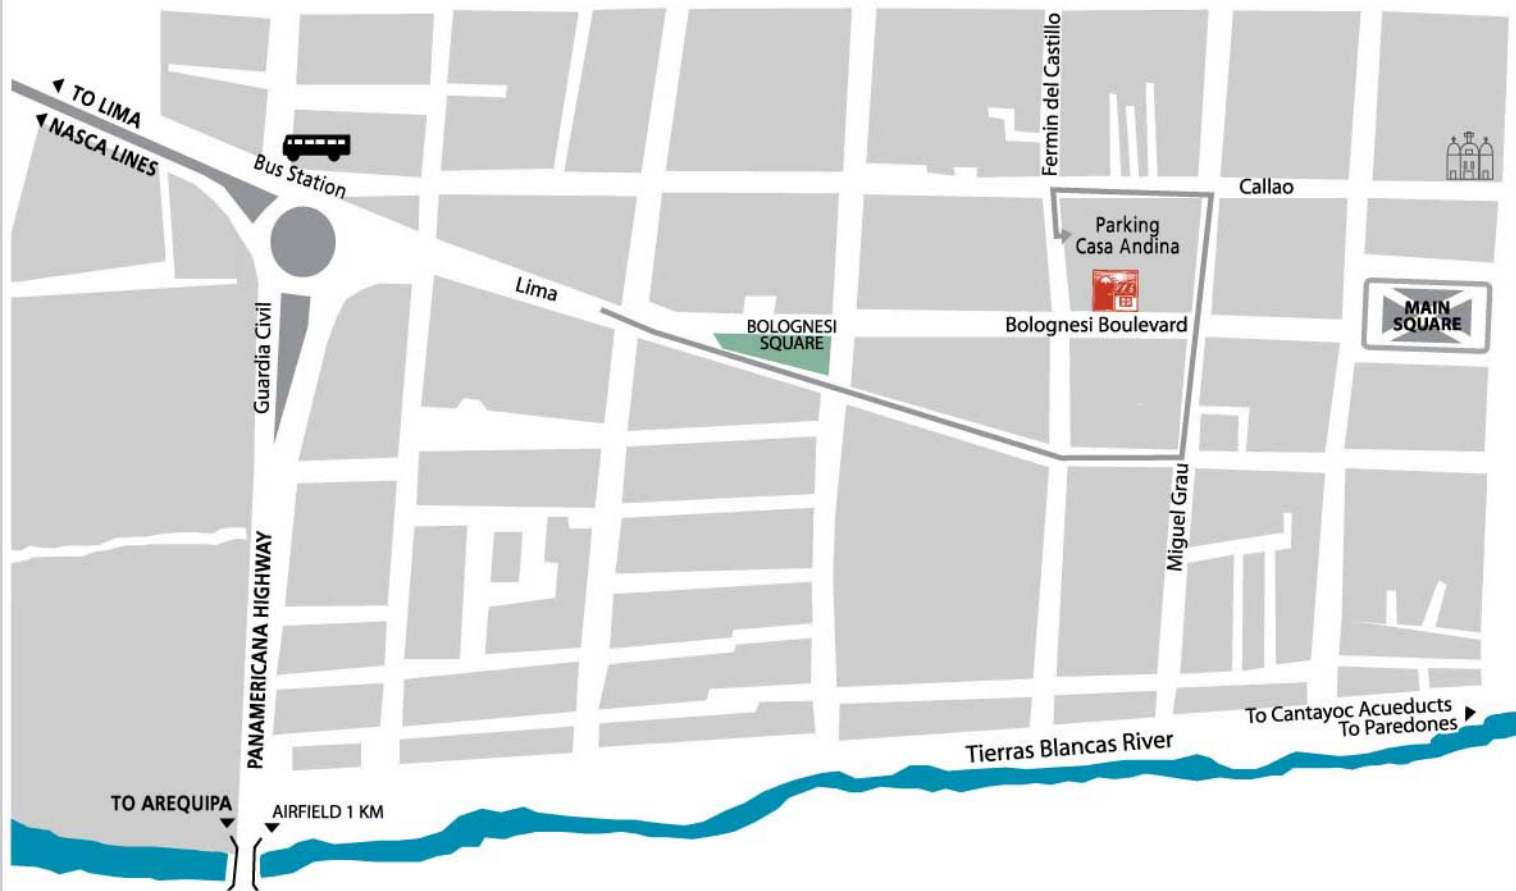 TO LIMA
NASCA LINES
Bus Station
Fermin del Castillo
Callao
Parking
Casa Andina
Lima
BOLOGNESI
SQUARE
Bolognesi Boulevard
MAIN
SQUARE
Guardia Civil
Miguel Grau
PANAMERICANA HIGHWAY
To Cantayoc Acueducts
To Paredones
Tierras Blancas River
TO AREQUIPA
AIRFIELD 1 KM